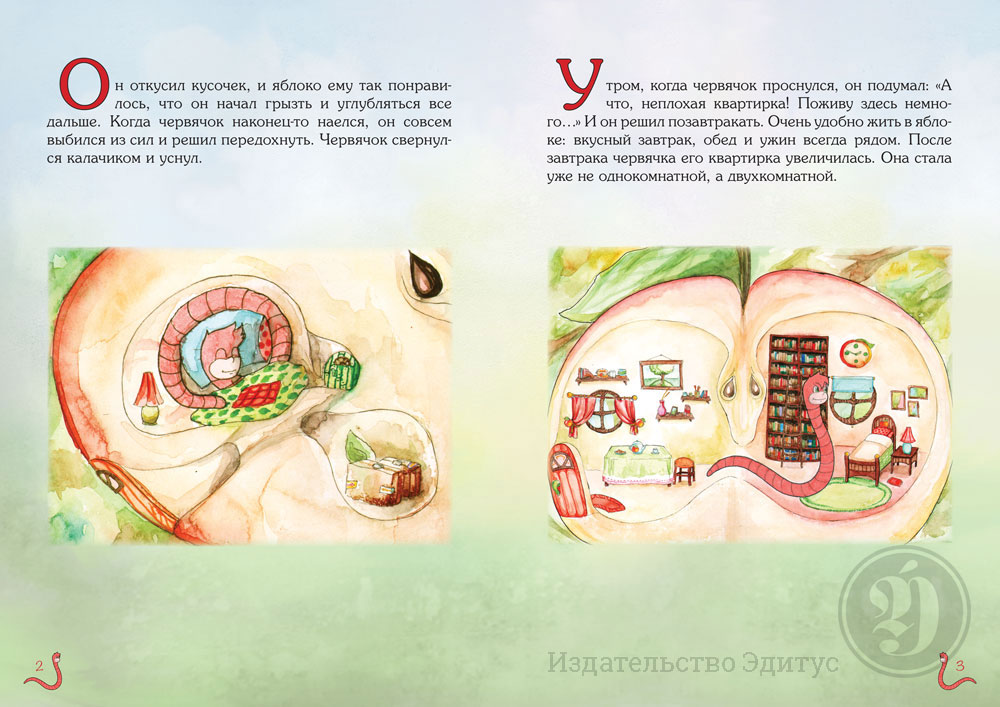 Он откусил кусочек, и яблоко ему так понрави-
лось, что он начал грызть и углубляться все
дальше. Когда червячок наконец-то наелся, он совсем
выбился из сил и решил передохнуть. Червячок свернул-
ся калачиком и уснул.
Утром, когда червячок проснулся, он подумал: «А
что, неплохая квартирка! Поживу здесь немно-
го…» И он решил позавтракать. Очень удобно жить в ябло-
ке: вкусный завтрак, обед и ужин всегда рядом. После
завтрака червячка его квартирка увеличилась. Она стала
уже не однокомнатной, а двухкомнатной.
2
Издательство Эдитус
3